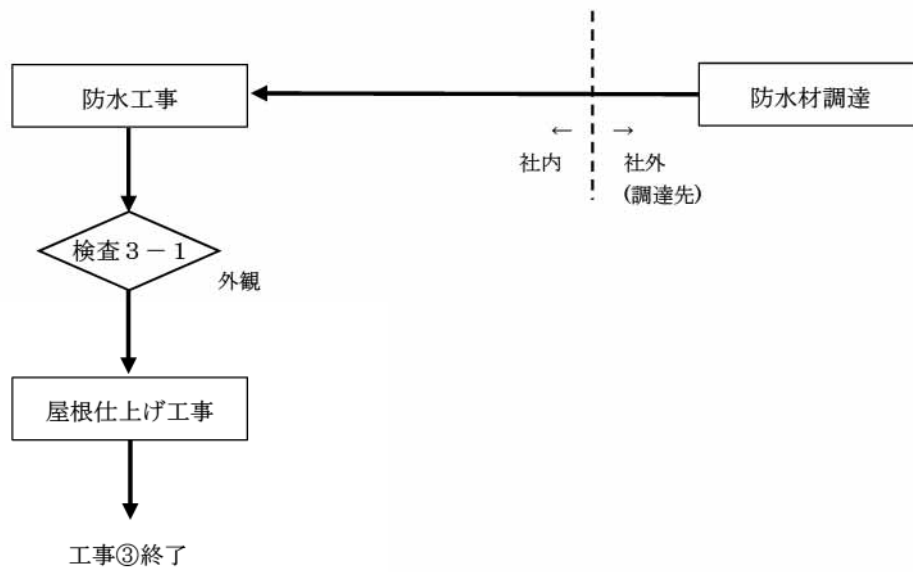 防水工事
防水材調達
← →
社内
社外
(調達先)
検査3－1
外観
屋根仕上げ工事
工事③終了